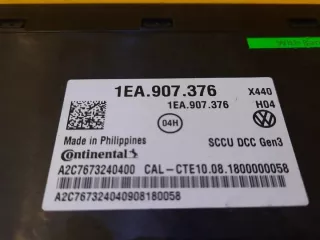 1EA.907.376 X440
1EA.907.376 H04
04H
Made in Philippines SCCU DCC Gen3
Continental
A2C7673240400 CAL-CTE10.08.1800000058
A2C767324040908180058